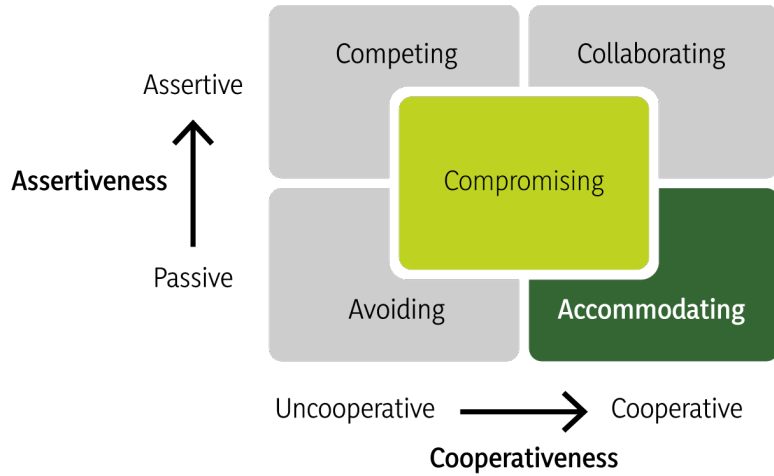 Competing
Collaborating
Assertive
Assertiveness
Compromising
Passive
Avoiding
Accommodating
Uncooperative
Cooperative
Cooperativeness